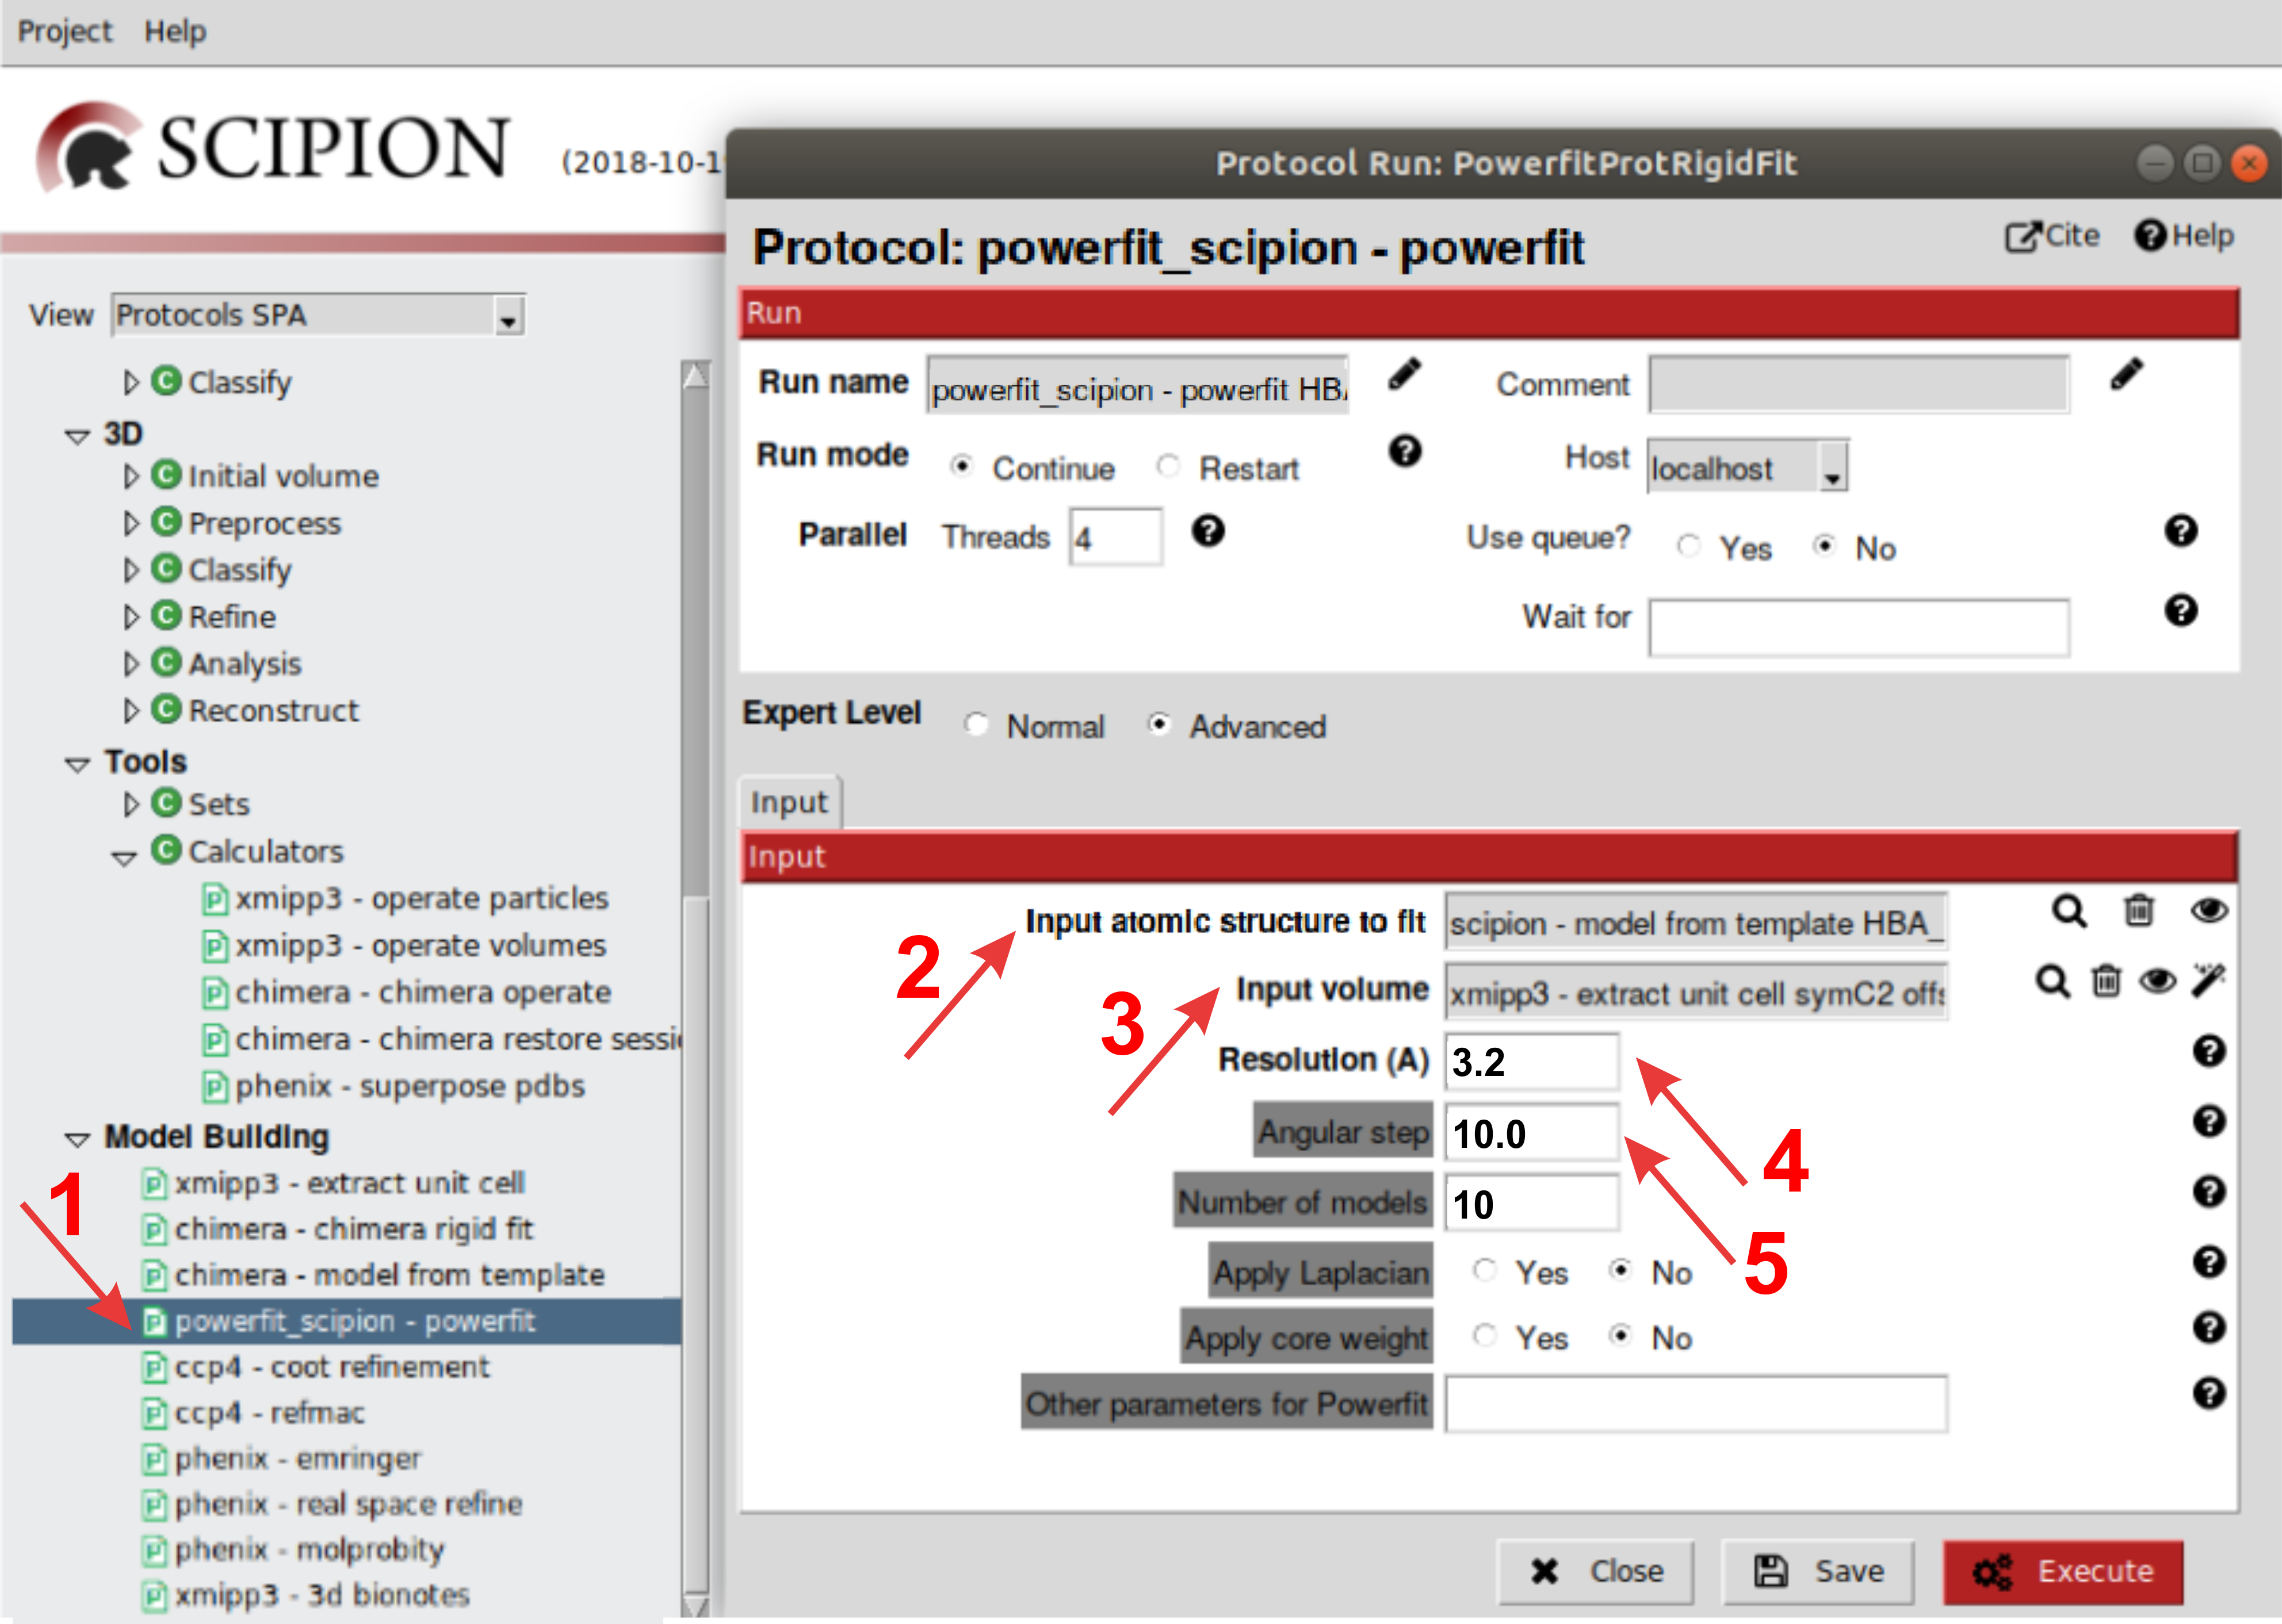 Project Help
SCIPION (2018-10-1
View Protocols SPA
Classify
3D
Initial volume
Preprocess
Classify
Refine
Analysis
Reconstruct
Tools
Sets
Calculators
xmipp3 - operate particles
xmipp3 - operate volumes
chimera - chimera operate
chimera - chimera restore sessi
phenix - superpose pdbs
Model Building
xmipp3 - extract unit cell
chimera - chimera rigid fit
chimera - model from template
powerfit_scipion - powerfit
ccp4 - coot refinement
ccp4 - refmac
phenix - emringer
phenix - real space refine
phenix - molprobity
xmipp3 - 3d bionotes
1
Protocol Run: PowerfitProtRigidFit
Protocol: powerfit_scipion - powerfit Cite Help
Run
Run name powerfit_scipion - powerfit HBA Comment
Run mode Continue Restart Host localhost
Parallel Threads 4 Use queue? Yes No
Wait for
Expert Level Normal Advanced
Input
Input
2 Input atomic structure to fit scipion - model from template HBA_
3 Input volume xmipp3 - extract unit cell symC2 offs
Resolution (A) 3.2
4
Angular step 10.0
5
Number of models 10
Apply Laplacian Yes No
Apply core weight Yes No
Other parameters for Powerfit
Close Save Execute